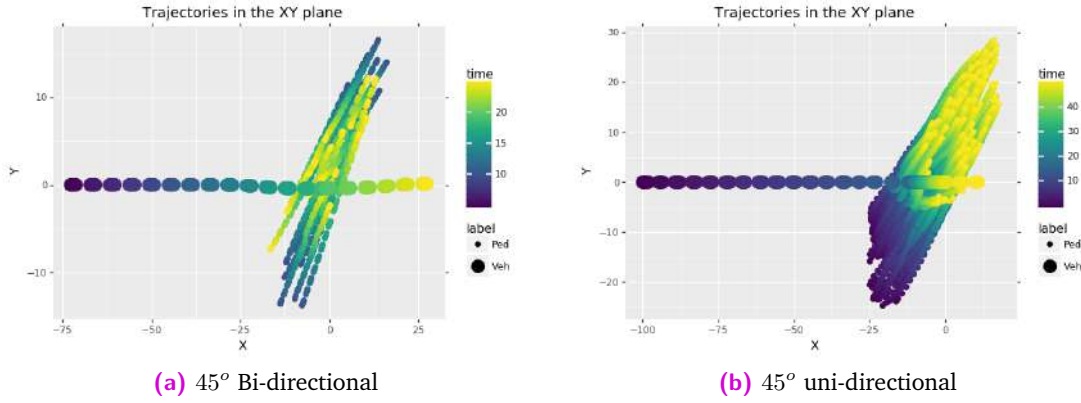 Trajectories in the XY plane
10
0
−10
Y
−75
−50
−25
0
25
X
time
20
15
10
label
Ped
Veh
(a) 45° Bi-directional
Trajectories in the XY plane
30
20
10
0
−10
−20
Y
−100
−75
−50
−25
0
X
time
40
30
20
10
label
Ped
Veh
(b) 45° uni-directional